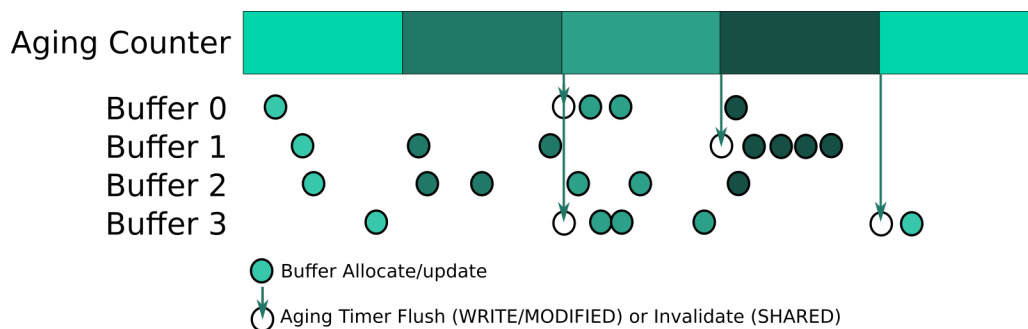 Aging Counter
Buffer 0
Buffer 1
Buffer 2
Buffer 3
Buffer Allocate/update
Aging Timer Flush (WRITE/MODIFIED) or Invalidate (SHARED)